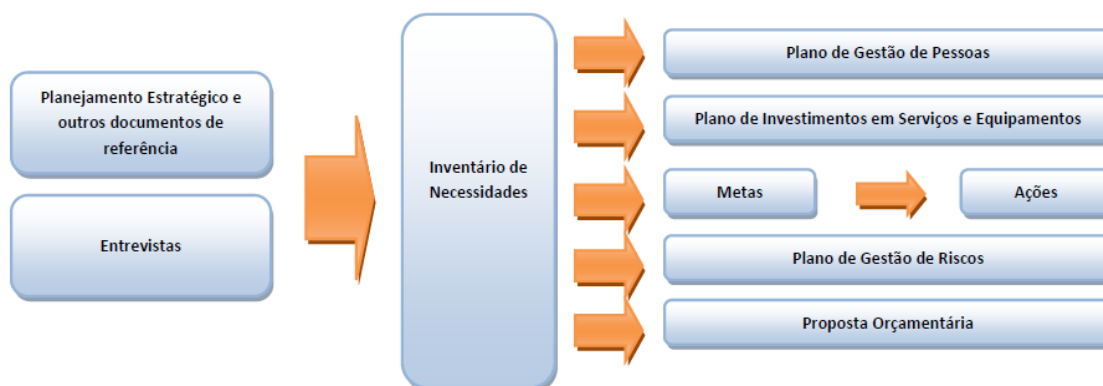 Planejamento Estratégico e
outros documentos de
referência
Entrevistas
Inventário de
Necessidades
Plano de Gestão de Pessoas
Plano de Investimentos em Serviços e Equipamentos
Metas
Ações
Plano de Gestão de Riscos
Proposta Orçamentária